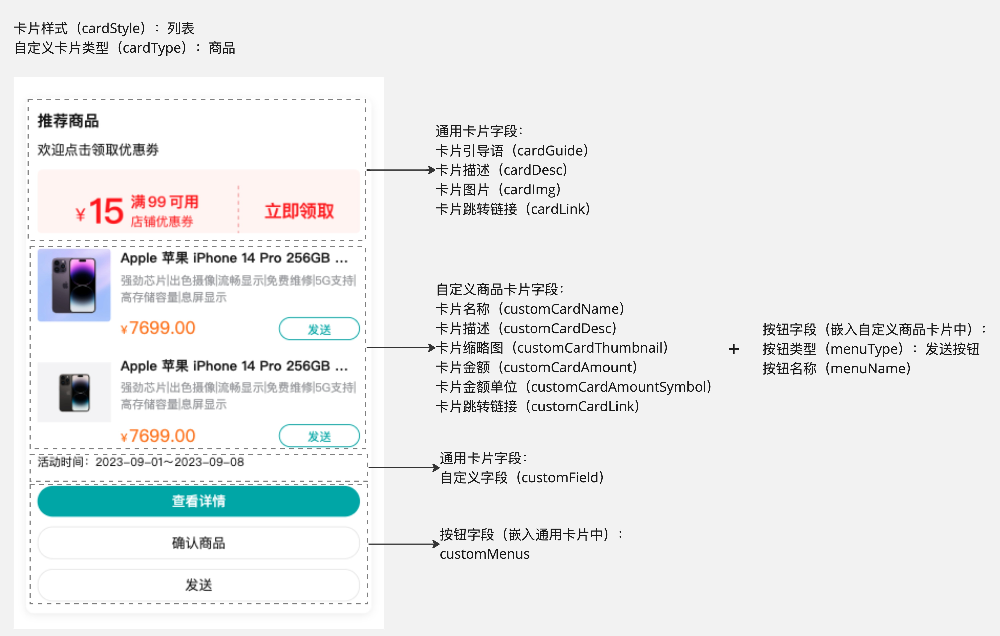 卡片样式（cardStyle）：列表
自定义卡片类型（cardType）：商品
推荐商品
欢迎点击领取优惠劵
¥15 满99可用
店铺优惠券
立即领取
Apple 苹果 iPhone 14 Pro 256GB ...
强劲芯片|出色摄像|流畅显示|免费维修|5G支持|
高存储容量|息屏显示
¥7699.00
发送
Apple 苹果 iPhone 14 Pro 256GB ...
强劲芯片|出色摄像|流畅显示|免费维修|5G支持|
高存储容量|息屏显示
¥7699.00
发送
活动时间：2023-09-01～2023-09-08
查看详情
确认商品
发送
通用卡片字段：
卡片引导语（cardGuide）
卡片描述（cardDesc）
卡片图片（cardImg）
卡片跳转链接（cardLink）
自定义商品卡片字段：
卡片名称（customCardName）
卡片描述（customCardDesc）
卡片缩略图（customCardThumbnail）
卡片金额（customCardAmount）
卡片金额单位（customCardAmountSymbol）
卡片跳转链接（customCardLink）
+
按钮字段（嵌入自定义商品卡片中）：
按钮类型（menuType）：发送按钮
按钮名称（menuName）
通用卡片字段：
自定义字段（customField）
按钮字段（嵌入通用卡片中）：
customMenus